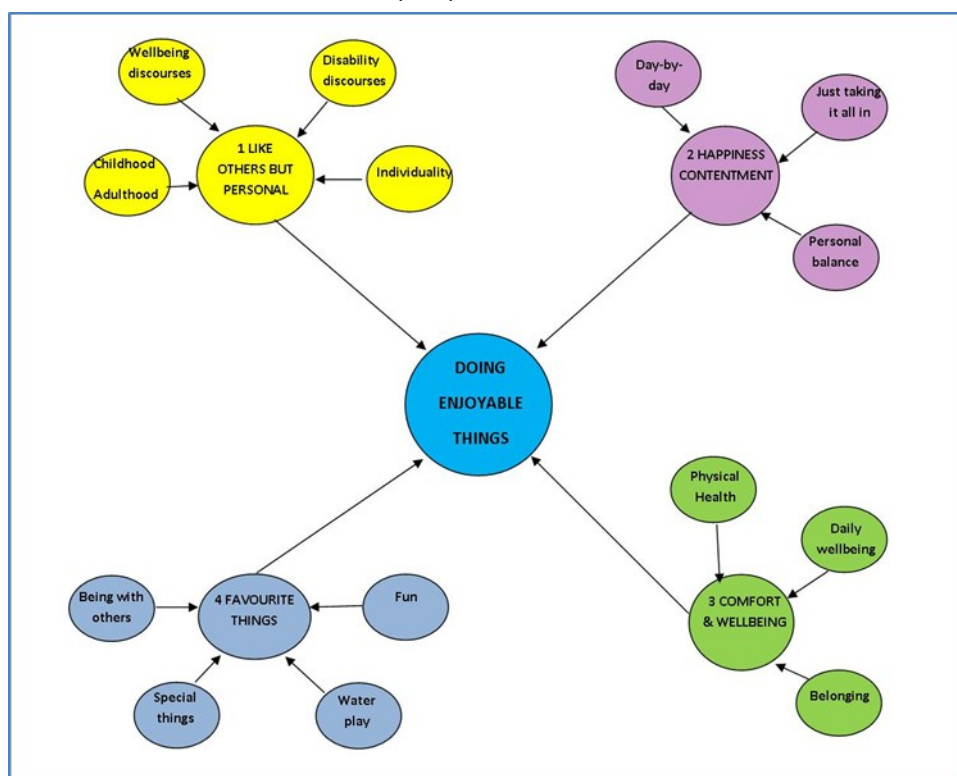 Wellbeing
discourses
Disability
discourses
1 LIKE
OTHERS BUT
PERSONAL
Childhood
Adulthood
Individuality
Day-by-
day
Just taking
it all in
2 HAPPINESS
CONTENTMENT
Personal
balance
DOING
ENJOYABLE
THINGS
Physical
Health
Daily
wellbeing
3 COMFORT
& WELLBEING
Belonging
Being with
others
4 FAVOURITE
THINGS
Fun
Special
things
Water
play